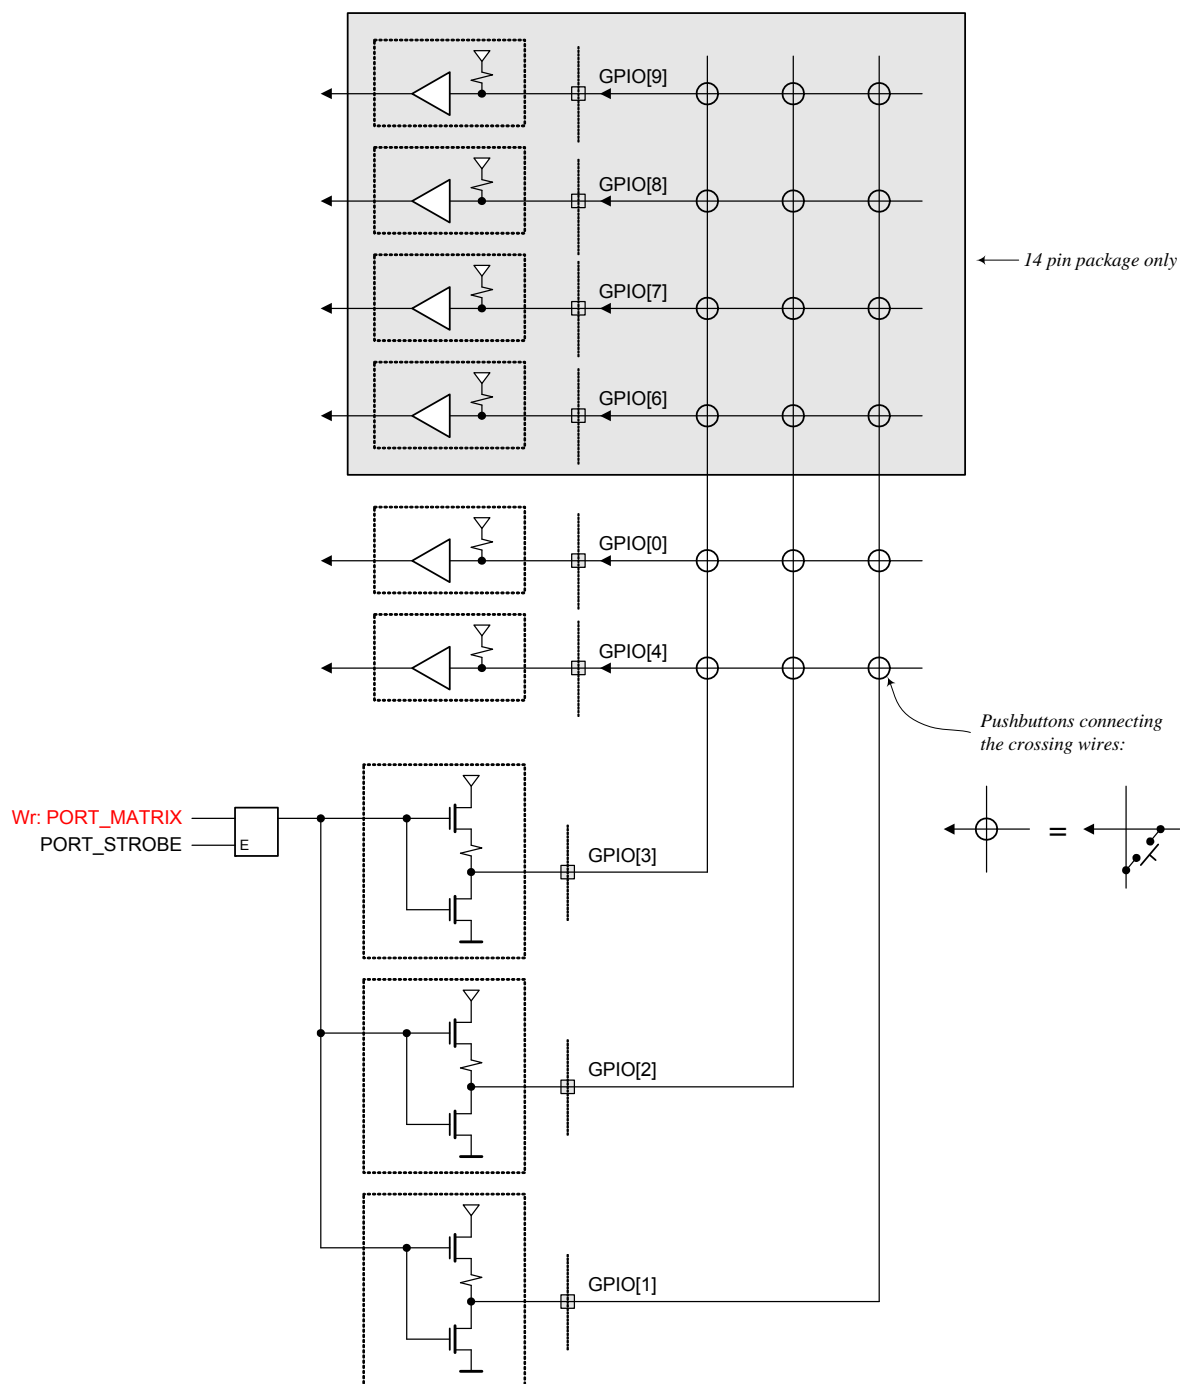 GPIO[9]
GPIO[8]
14 pin package only
GPIO[7]
GPIO[6]
GPIO[0]
GPIO[4]
Pushbuttons connecting
the crossing wires:
Wr: PORT_MATRIX
PORT_STROBE
E
=
GPIO[3]
GPIO[2]
GPIO[1]